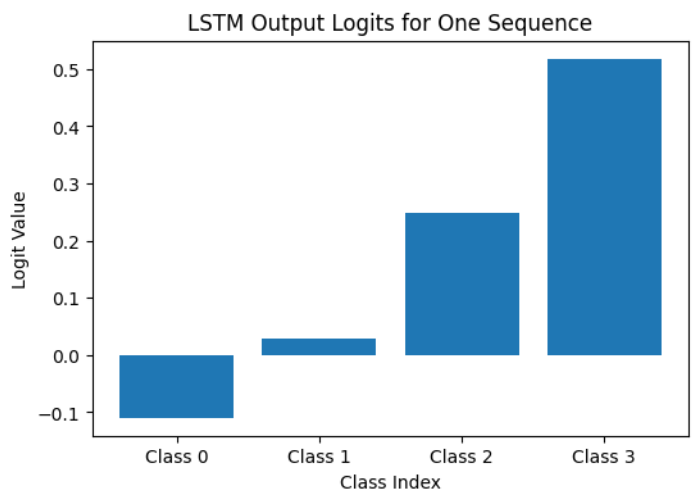 LSTM Output Logits for One Sequence
Logit Value
0.5
0.4
0.3
0.2
0.1
0.0
−0.1
Class 0 Class 1 Class 2 Class 3
Class Index